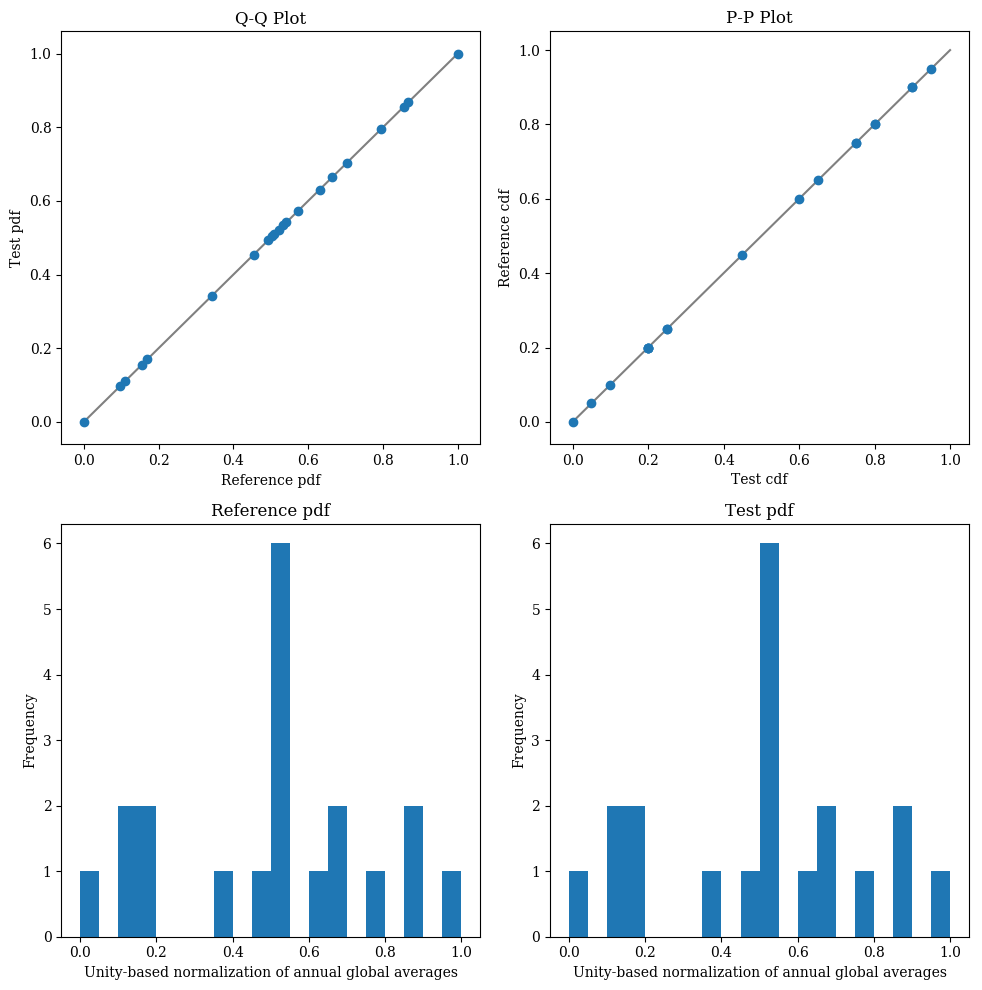 Q-Q Plot
1.0
0.8
0.6
0.4
0.2
0.0
Test pdf
0.0 0.2 0.4 0.6 0.8 1.0
Reference pdf
P-P Plot
1.0
0.8
0.6
0.4
0.2
0.0
Reference cdf
0.0 0.2 0.4 0.6 0.8 1.0
Test cdf
Reference pdf
6
5
4
3
2
1
0
Frequency
0.0 0.2 0.4 0.6 0.8 1.0
Unity-based normalization of annual global averages
Test pdf
6
5
4
3
2
1
0
Frequency
0.0 0.2 0.4 0.6 0.8 1.0
Unity-based normalization of annual global averages